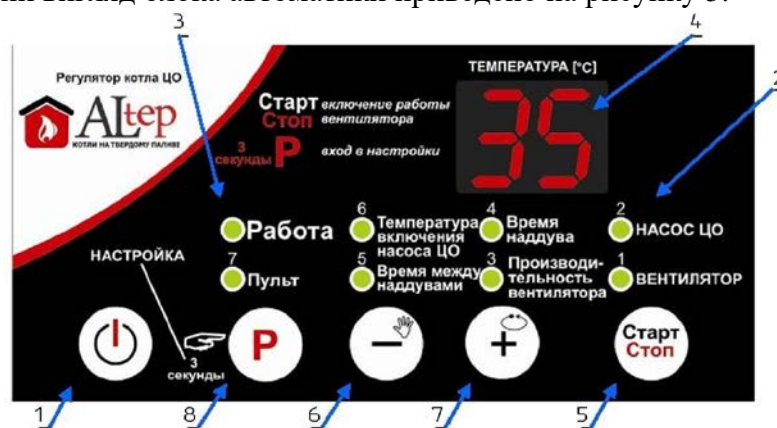 вигляд блока автоматики приведено на рисунку 3.
3
4
2
Регулятор котла ЦО
ALtep
КОТЛИ НА ТВЕРДОМУ ПАЛИВІ
ТЕМПЕРАТУРА [°C]
Старт включение работы
Стоп вентилятора
35
3
секунды P вход в настройки
Работа
6
Температура
включения
насоса ЦО
4
Время
наддува
2
НАСОС ЦО
НАСТРОЙКА
7
Пульт
5
Время между
наддувами
3
Производи-
тельность
вентилятора
1
ВЕНТИЛЯТОР
P
3
секунды
−
+
Старт
Стоп
1
8
6
7
5